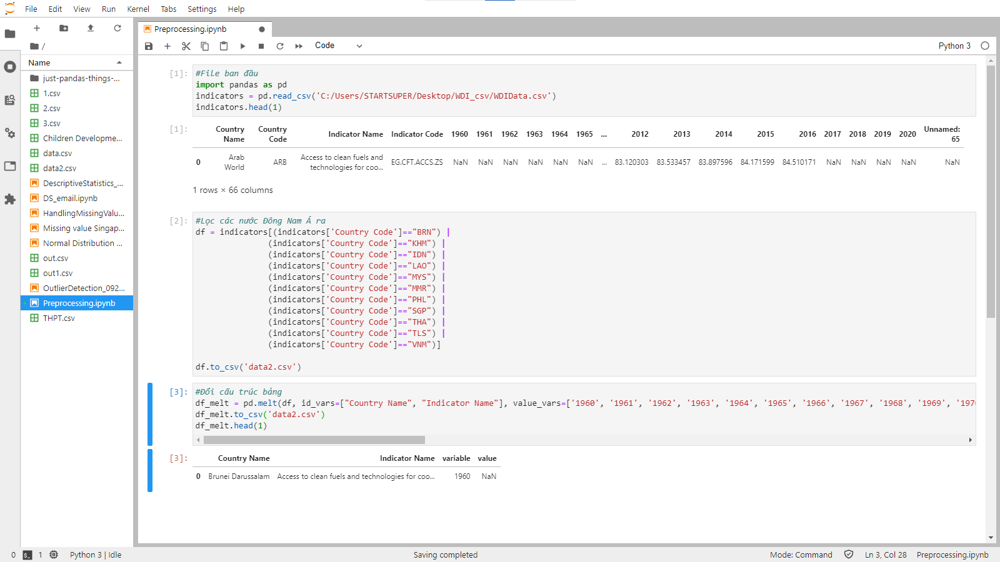 File Edit View Run Kernel Tabs Settings Help
/
Name
just-pandas-things-...
1.csv
2.csv
3.csv
Children Developme...
data.csv
data2.csv
DescriptiveStatistics_...
DS_email.ipynb
HandlingMissingValu...
Missing value Singap...
Normal Distribution ...
out.csv
out1.csv
OutlierDetection_092...
Preprocessing.ipynb
THPT.csv
Preprocessing.ipynb
Code
Python 3
[1]:
#File ban đầu
import pandas as pd
indicators = pd.read_csv('C:/Users/STARTSUPER/Desktop/WDI_csv/WDIData.csv')
indicators.head(1)
[1]:
Country Name Country Code Indicator Name Indicator Code 1960 1961 1962 1963 1964 1965 ... 2012 2013 2014 2015 2016 2017 2018 2019 2020 Unnamed: 65
0 Arab World ARB Access to clean fuels and technologies for coo... EG.CFT.ACCS.ZS NaN NaN NaN NaN NaN NaN ... 83.120303 83.533457 83.897596 84.171599 84.510171 NaN NaN NaN NaN NaN
1 rows × 66 columns
[2]:
#Lọc các nước Đông Nam Á ra
df = indicators[(indicators['Country Code']=="BRN") |
(indicators['Country Code']=="KHM") |
(indicators['Country Code']=="IDN") |
(indicators['Country Code']=="LAO") |
(indicators['Country Code']=="MYS") |
(indicators['Country Code']=="MMR") |
(indicators['Country Code']=="PHL") |
(indicators['Country Code']=="SGP") |
(indicators['Country Code']=="THA") |
(indicators['Country Code']=="TLS") |
(indicators['Country Code']=="VNM")]
df.to_csv('data2.csv')
[3]:
#Đổi cấu trúc bảng
df_melt = pd.melt(df, id_vars=["Country Name", "Indicator Name"], value_vars=['1960', '1961', '1962', '1963', '1964', '1965', '1966', '1967', '1968', '1969', '1970
df_melt.to_csv('data2.csv')
df_melt.head(1)
[3]:
Country Name Indicator Name variable value
0 Brunei Darussalam Access to clean fuels and technologies for coo... 1960 NaN
0 $_ 1 Python 3 | Idle Saving completed Mode: Command Ln 3, Col 28 Preprocessing.ipynb